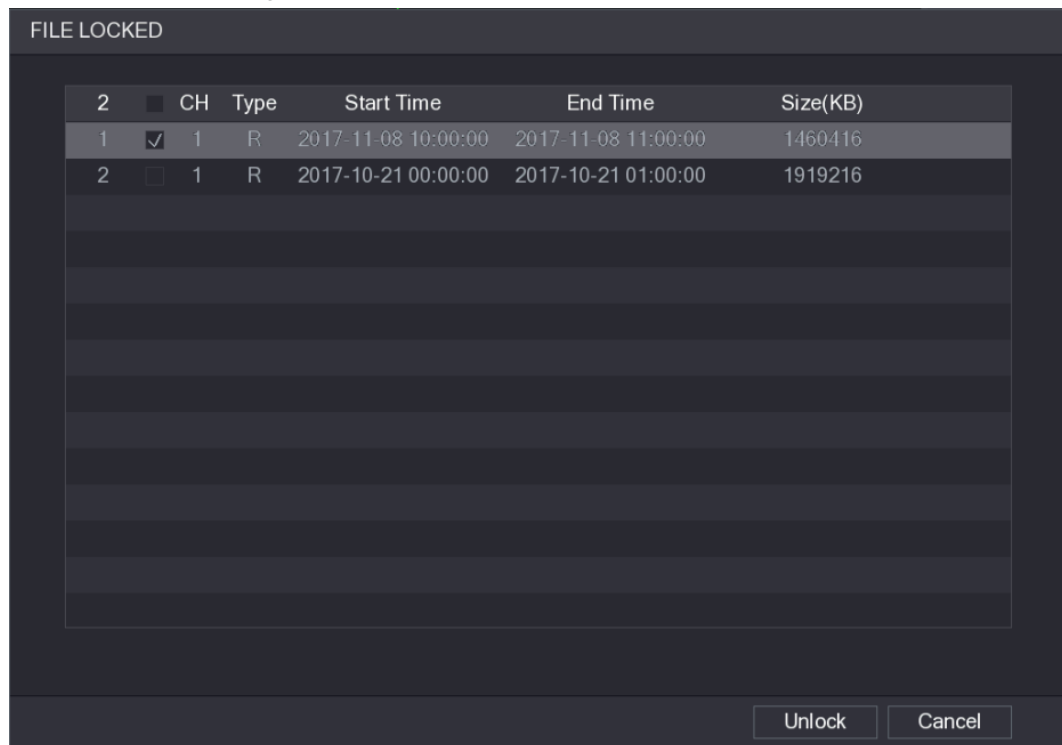 FILE LOCKED
2 CH Type Start Time End Time Size(KB)
1 1 R 2017-11-08 10:00:00 2017-11-08 11:00:00 1460416
2 1 R 2017-10-21 00:00:00 2017-10-21 01:00:00 1919216
Unlock Cancel